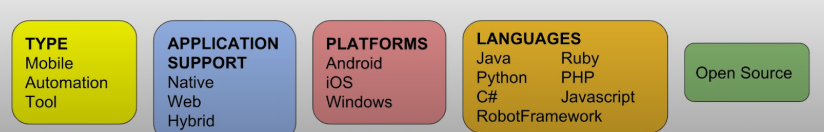 TYPE
Mobile
Automation
Tool
APPLICATION
SUPPORT
Native
Web
Hybrid
PLATFORMS
Android
iOS
Windows
LANGUAGES
Java Ruby
Python PHP
C# Javascript
RobotFramework
Open Source